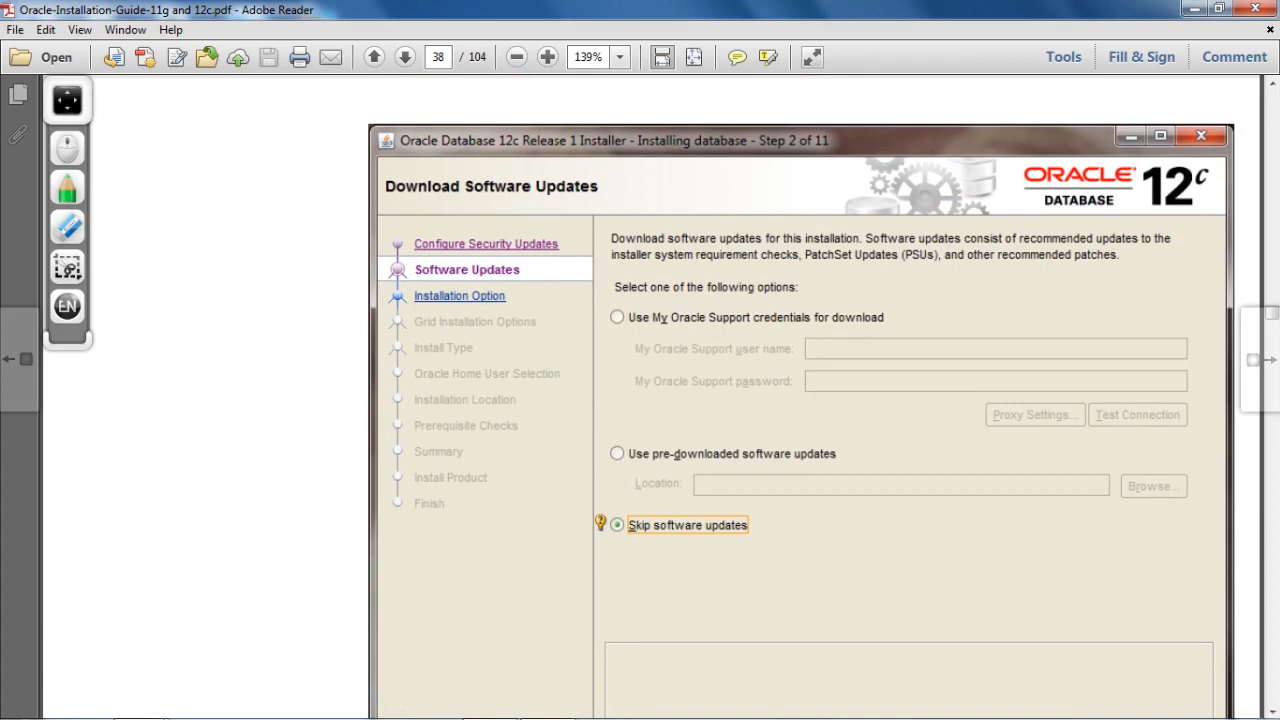 Oracle-Installation-Guide-11g and 12c.pdf - Adobe Reader
File Edit View Window Help
Open 38 / 104 139% Tools Fill & Sign Comment
EN
Oracle Database 12c Release 1 Installer - Installing database - Step 2 of 11
Download Software Updates
ORACLE DATABASE 12c
Configure Security Updates
Software Updates
Installation Option
Grid Installation Options
Install Type
Oracle Home User Selection
Installation Location
Prerequisite Checks
Summary
Install Product
Finish
Download software updates for this installation. Software updates consist of recommended updates to the
installer system requirement checks, PatchSet Updates (PSUs), and other recommended patches.
Select one of the following options:
Use My Oracle Support credentials for download
My Oracle Support user name:
My Oracle Support password:
Proxy Settings... Test Connection
Use pre-downloaded software updates
Location: Browse...
Skip software updates